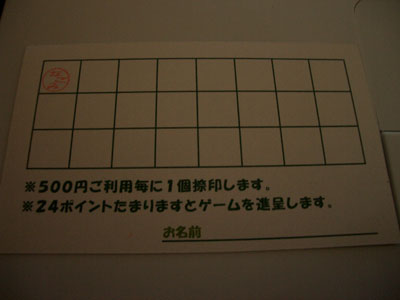 ※500円ご利用毎に1個捺印します。
※24ポイントたまりますとゲームを進呈します。
お名前